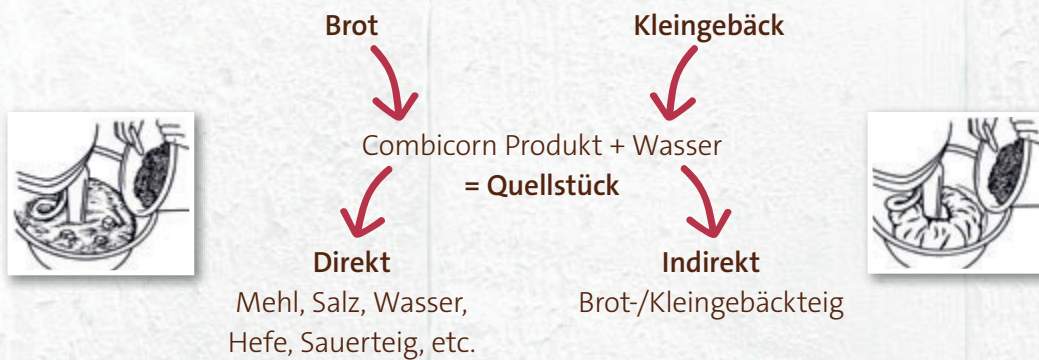 Brot
Kleingebäck
Combicorn Produkt + Wasser
= Quellstück
Direkt
Mehl, Salz, Wasser,
Hefe, Sauerteig, etc.
Indirekt
Brot-/Kleingebäckteig